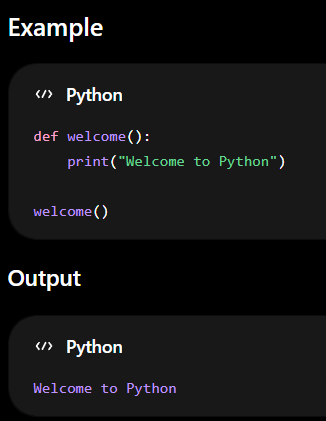 Example
</> Python
def welcome():
    print("Welcome to Python")
welcome()
Output
</> Python
Welcome to Python